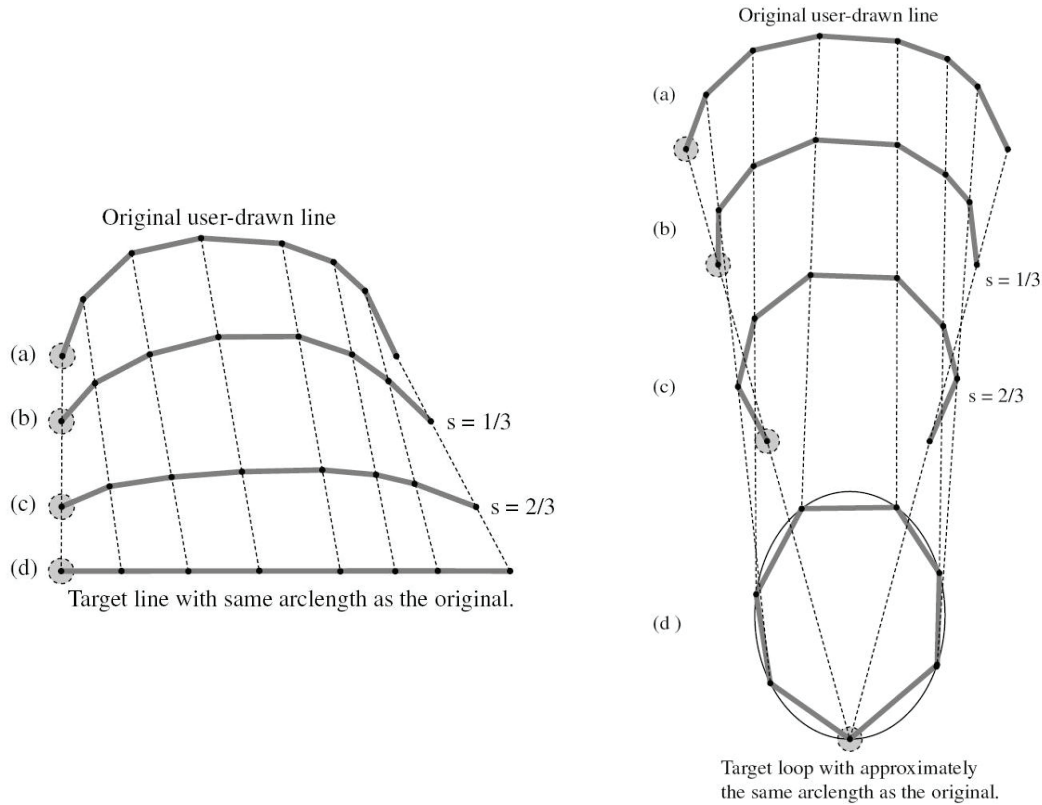 Original user-drawn line
(a)
(b)
s = 1/3
(c)
s = 2/3
(d)
Target line with same arclength as the original.
Original user-drawn line
(a)
(b)
s = 1/3
(c)
s = 2/3
(d )
Target loop with approximately
the same arclength as the original.